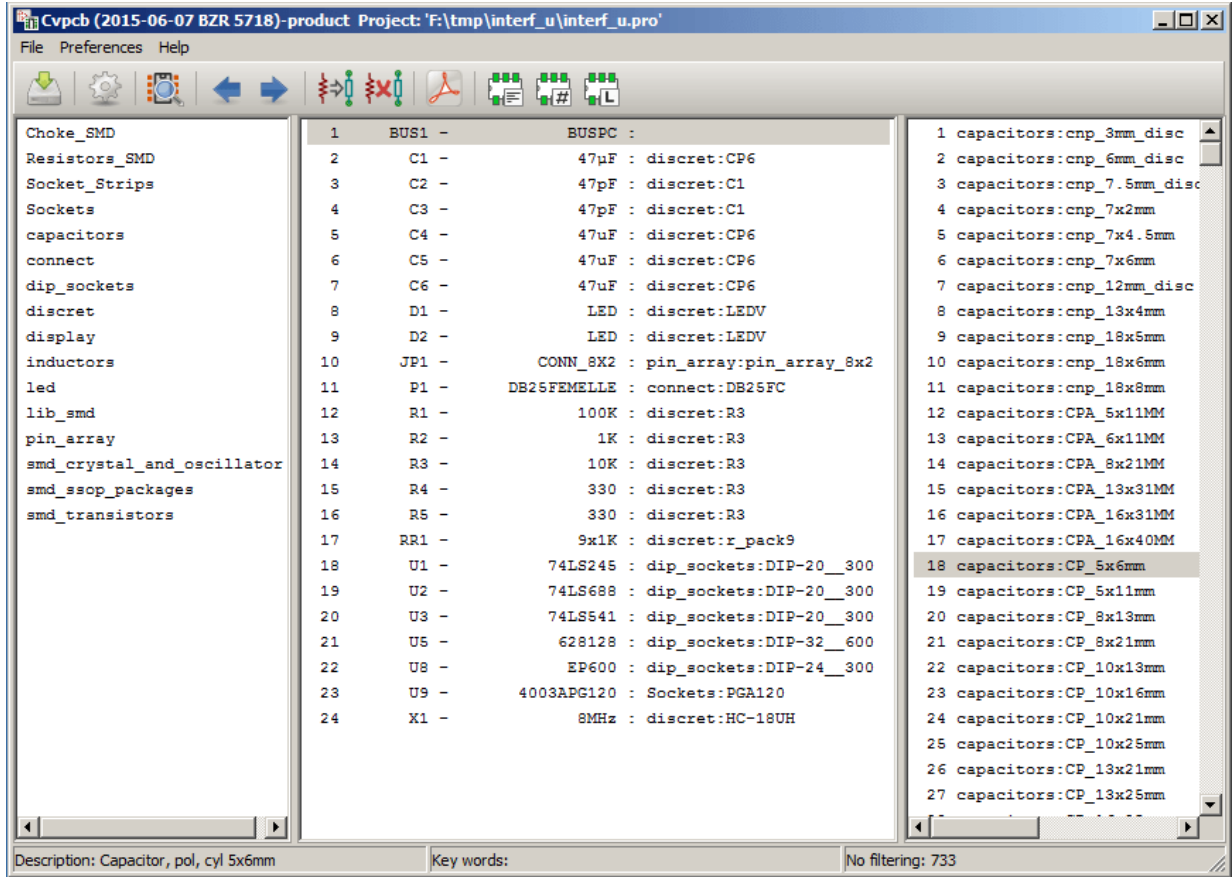 Cvpcb (2015-06-07 BZR 5718)-product Project: 'F:\tmp\interf_u\interf_u.pro'
File Preferences Help
#
L
Choke_SMD
Resistors_SMD
Socket_Strips
Sockets
capacitors
connect
dip_sockets
discret
display
inductors
led
lib_smd
pin_array
smd_crystal_and_oscillator
smd_ssop_packages
smd_transistors
1 BUS1 - BUSPC :
2 C1 - 47µF : discret:CP6
3 C2 - 47pF : discret:C1
4 C3 - 47pF : discret:C1
5 C4 - 47uF : discret:CP6
6 C5 - 47uF : discret:CP6
7 C6 - 47uF : discret:CP6
8 D1 - LED : discret:LEDV
9 D2 - LED : discret:LEDV
10 JP1 - CONN_8X2 : pin_array:pin_array_8x2
11 P1 - DB25FEMELLE : connect:DB25FC
12 R1 - 100K : discret:R3
13 R2 - 1K : discret:R3
14 R3 - 10K : discret:R3
15 R4 - 330 : discret:R3
16 R5 - 330 : discret:R3
17 RR1 - 9x1K : discret:r_pack9
18 U1 - 74LS245 : dip_sockets:DIP-20__300
19 U2 - 74LS688 : dip_sockets:DIP-20__300
20 U3 - 74LS541 : dip_sockets:DIP-20__300
21 U5 - 628128 : dip_sockets:DIP-32__600
22 U8 - EP600 : dip_sockets:DIP-24__300
23 U9 - 4003APG120 : Sockets:PGA120
24 X1 - 8MHz : discret:HC-18UH
1 capacitors:cnp_3mm_disc
2 capacitors:cnp_6mm_disc
3 capacitors:cnp_7.5mm_disc
4 capacitors:cnp_7x2mm
5 capacitors:cnp_7x4.5mm
6 capacitors:cnp_7x6mm
7 capacitors:cnp_12mm_disc
8 capacitors:cnp_13x4mm
9 capacitors:cnp_18x5mm
10 capacitors:cnp_18x6mm
11 capacitors:cnp_18x8mm
12 capacitors:CPA_5x11MM
13 capacitors:CPA_6x11MM
14 capacitors:CPA_8x21MM
15 capacitors:CPA_13x31MM
16 capacitors:CPA_16x31MM
17 capacitors:CPA_16x40MM
18 capacitors:CP_5x6mm
19 capacitors:CP_5x11mm
20 capacitors:CP_8x13mm
21 capacitors:CP_8x21mm
22 capacitors:CP_10x13mm
23 capacitors:CP_10x16mm
24 capacitors:CP_10x21mm
25 capacitors:CP_10x25mm
26 capacitors:CP_13x21mm
27 capacitors:CP_13x25mm
Description: Capacitor, pol, cyl 5x6mm
Key words:
No filtering: 733